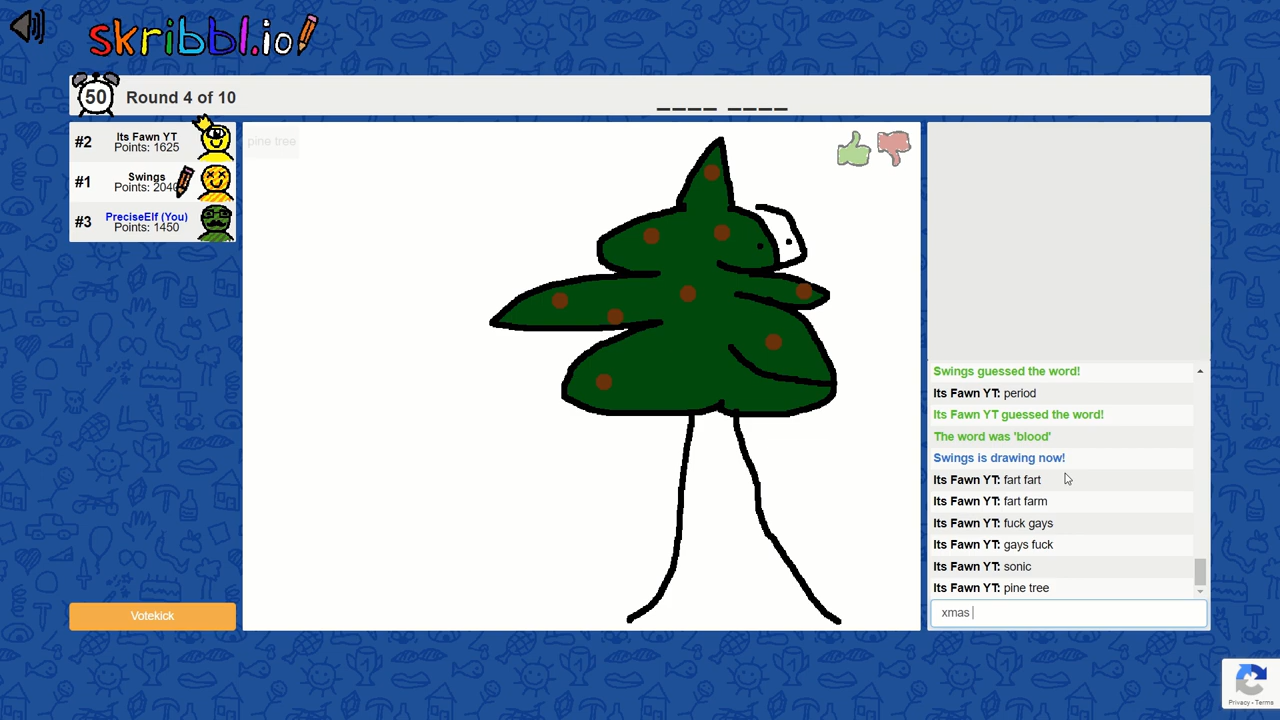 skribbl.io
50
Round 4 of 10
____ ____
#2
Its Fawn YT
Points: 1625
#1
Swings
Points: 2040
#3
PreciseElf (You)
Points: 1450
pine tree
Swings guessed the word!
Its Fawn YT: period
Its Fawn YT guessed the word!
The word was 'blood'
Swings is drawing now!
Its Fawn YT: fart fart
Its Fawn YT: fart farm
Its Fawn YT: fuck gays
Its Fawn YT: gays fuck
Its Fawn YT: sonic
Its Fawn YT: pine tree
xmas
Votekick
Privacy - Terms